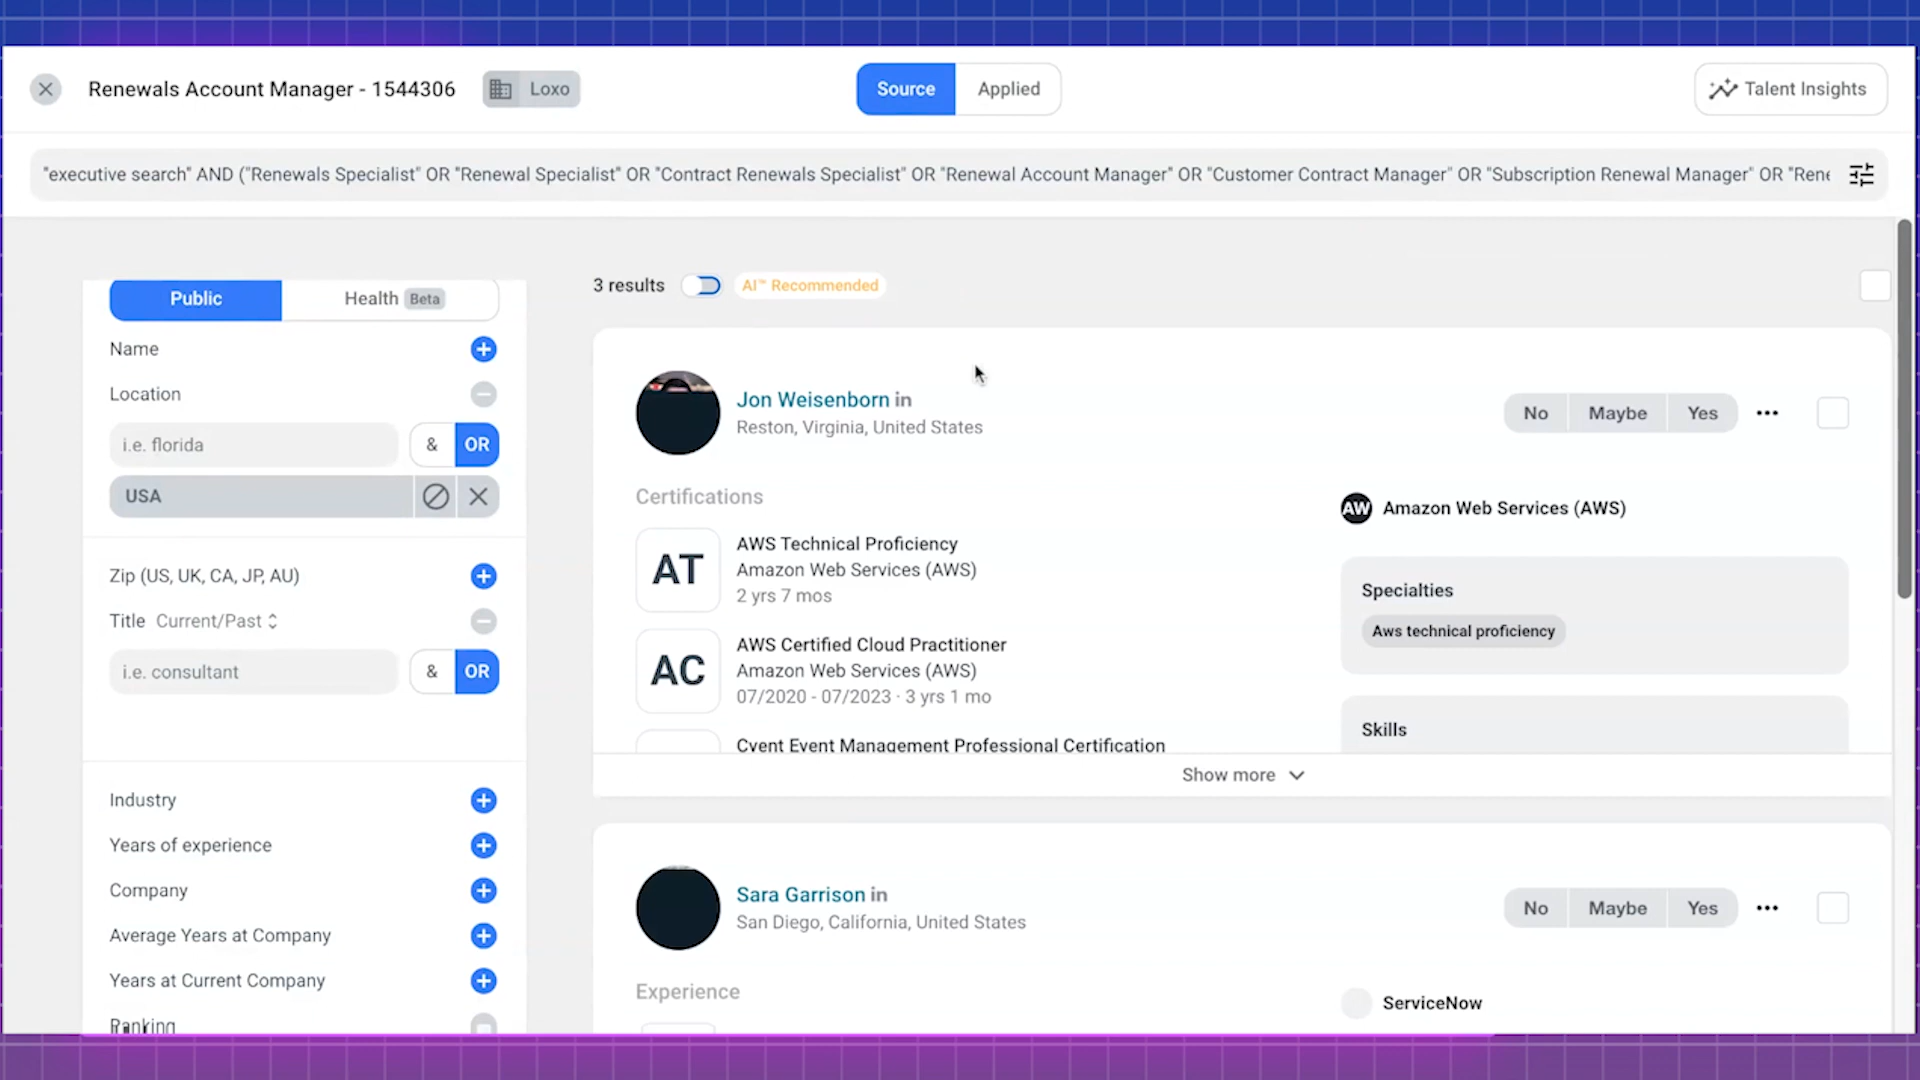 Renewals Account Manager - 1544306
Loxo
Source
Applied
Talent Insights
"executive search" AND ("Renewals Specialist" OR "Renewal Specialist" OR "Contract Renewals Specialist" OR "Renewal Account Manager" OR "Customer Contract Manager" OR "Subscription Renewal Manager" OR "Rene
Public
Health Beta
Name
Location
i.e. florida
& OR
USA
Zip (US, UK, CA, JP, AU)
Title Current/Past
i.e. consultant
& OR
Industry
Years of experience
Company
Average Years at Company
Years at Current Company
Ranking
3 results
AI™ Recommended
Jon Weisenborn in
Reston, Virginia, United States
No Maybe Yes
Certifications
AT
AWS Technical Proficiency
Amazon Web Services (AWS)
2 yrs 7 mos
AC
AWS Certified Cloud Practitioner
Amazon Web Services (AWS)
07/2020 - 07/2023 · 3 yrs 1 mo
Cvent Event Management Professional Certification
AW Amazon Web Services (AWS)
Specialties
Aws technical proficiency
Skills
Show more
Sara Garrison in
San Diego, California, United States
No Maybe Yes
Experience
ServiceNow